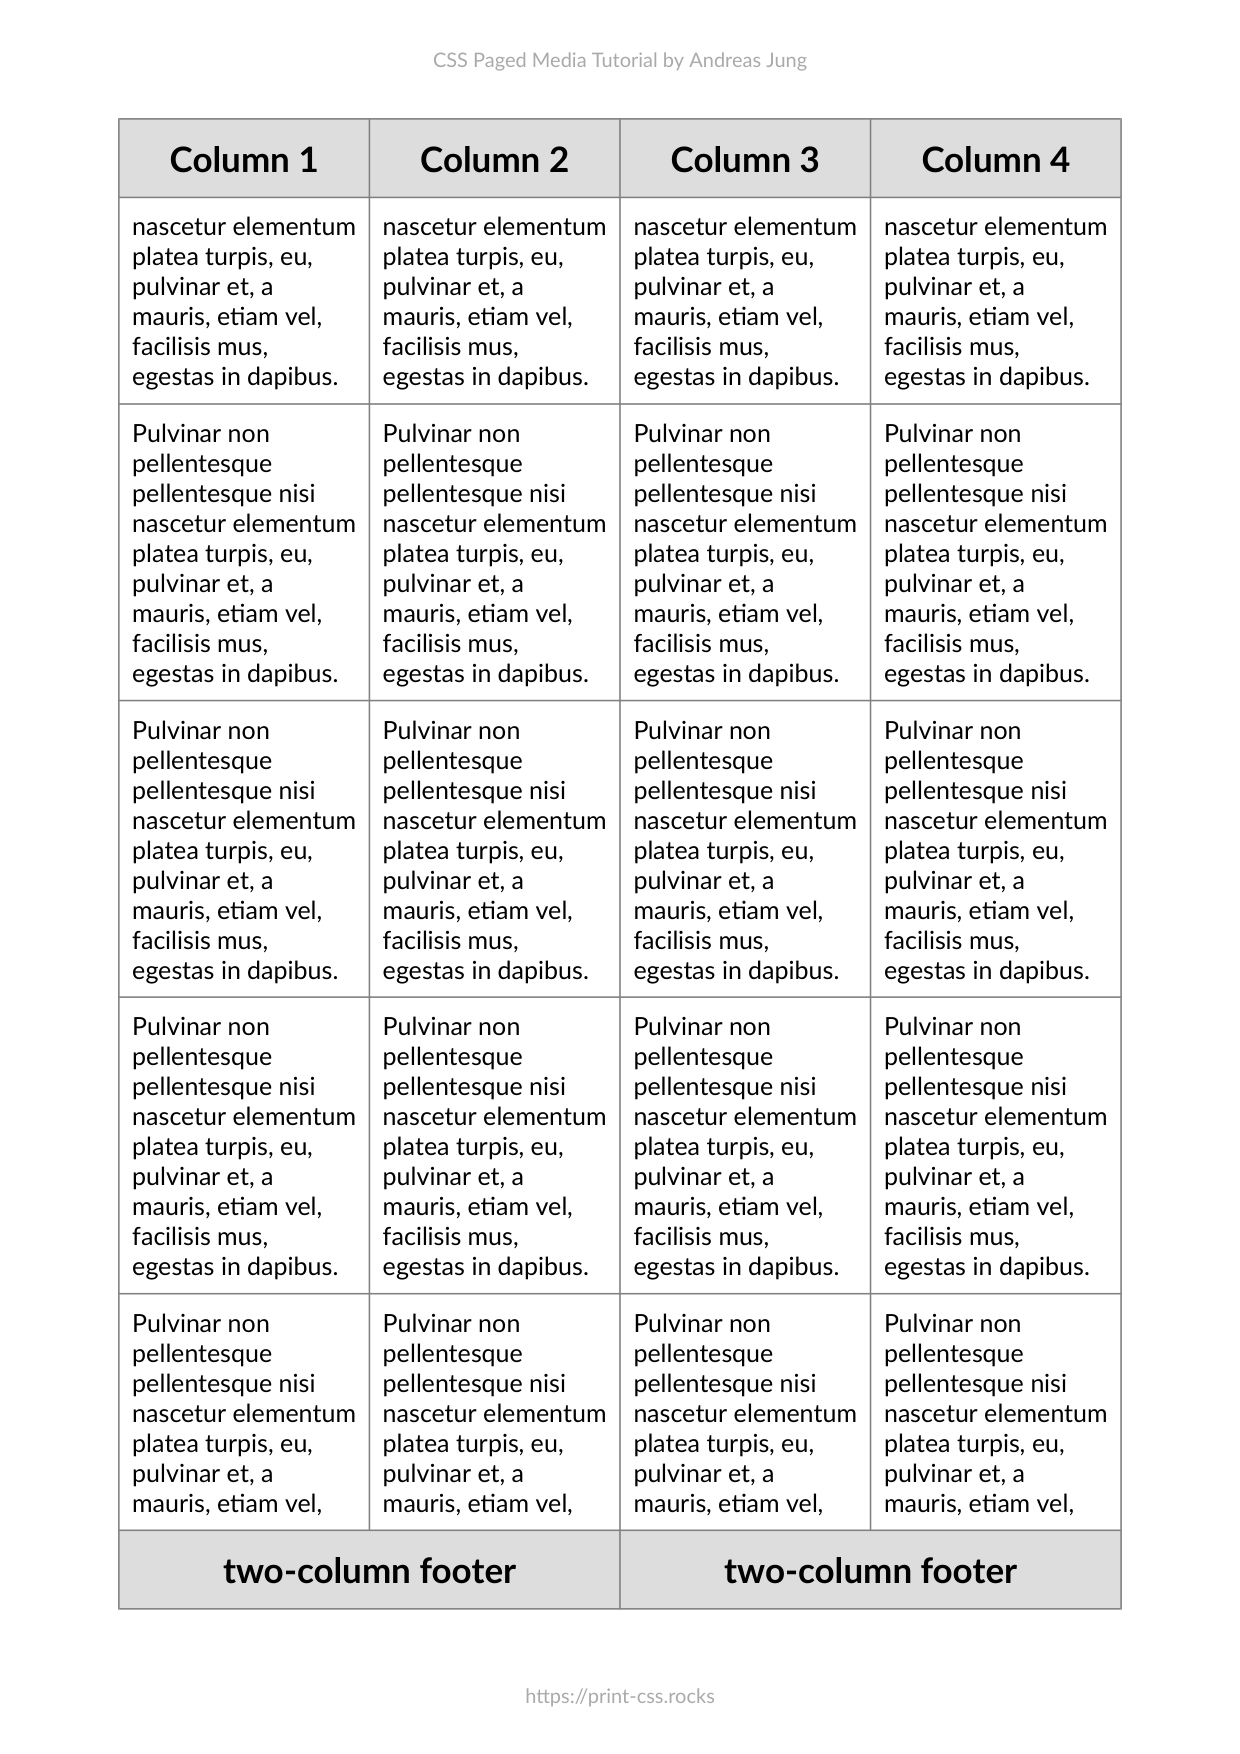 CSS Paged Media Tutorial by Andreas Jung
Column 1 Column 2 Column 3 Column 4
nascetur elementum nascetur elementum nascetur elementum nascetur elementum
platea turpis, eu, platea turpis, eu, platea turpis, eu, platea turpis, eu,
pulvinar et, a pulvinar et, a pulvinar et, a pulvinar et, a
mauris, etiam vel, mauris, etiam vel, mauris, etiam vel, mauris, etiam vel,
facilisis mus, facilisis mus, facilisis mus, facilisis mus,
egestas in dapibus. egestas in dapibus. egestas in dapibus. egestas in dapibus.
Pulvinar non Pulvinar non Pulvinar non Pulvinar non
pellentesque pellentesque pellentesque pellentesque
pellentesque nisi pellentesque nisi pellentesque nisi pellentesque nisi
nascetur elementum nascetur elementum nascetur elementum nascetur elementum
platea turpis, eu, platea turpis, eu, platea turpis, eu, platea turpis, eu,
pulvinar et, a pulvinar et, a pulvinar et, a pulvinar et, a
mauris, etiam vel, mauris, etiam vel, mauris, etiam vel, mauris, etiam vel,
facilisis mus, facilisis mus, facilisis mus, facilisis mus,
egestas in dapibus. egestas in dapibus. egestas in dapibus. egestas in dapibus.
Pulvinar non Pulvinar non Pulvinar non Pulvinar non
pellentesque pellentesque pellentesque pellentesque
pellentesque nisi pellentesque nisi pellentesque nisi pellentesque nisi
nascetur elementum nascetur elementum nascetur elementum nascetur elementum
platea turpis, eu, platea turpis, eu, platea turpis, eu, platea turpis, eu,
pulvinar et, a pulvinar et, a pulvinar et, a pulvinar et, a
mauris, etiam vel, mauris, etiam vel, mauris, etiam vel, mauris, etiam vel,
facilisis mus, facilisis mus, facilisis mus, facilisis mus,
egestas in dapibus. egestas in dapibus. egestas in dapibus. egestas in dapibus.
Pulvinar non Pulvinar non Pulvinar non Pulvinar non
pellentesque pellentesque pellentesque pellentesque
pellentesque nisi pellentesque nisi pellentesque nisi pellentesque nisi
nascetur elementum nascetur elementum nascetur elementum nascetur elementum
platea turpis, eu, platea turpis, eu, platea turpis, eu, platea turpis, eu,
pulvinar et, a pulvinar et, a pulvinar et, a pulvinar et, a
mauris, etiam vel, mauris, etiam vel, mauris, etiam vel, mauris, etiam vel,
facilisis mus, facilisis mus, facilisis mus, facilisis mus,
egestas in dapibus. egestas in dapibus. egestas in dapibus. egestas in dapibus.
Pulvinar non Pulvinar non Pulvinar non Pulvinar non
pellentesque pellentesque pellentesque pellentesque
pellentesque nisi pellentesque nisi pellentesque nisi pellentesque nisi
nascetur elementum nascetur elementum nascetur elementum nascetur elementum
platea turpis, eu, platea turpis, eu, platea turpis, eu, platea turpis, eu,
pulvinar et, a pulvinar et, a pulvinar et, a pulvinar et, a
mauris, etiam vel, mauris, etiam vel, mauris, etiam vel, mauris, etiam vel,
two-column footer two-column footer
https://print-css.rocks